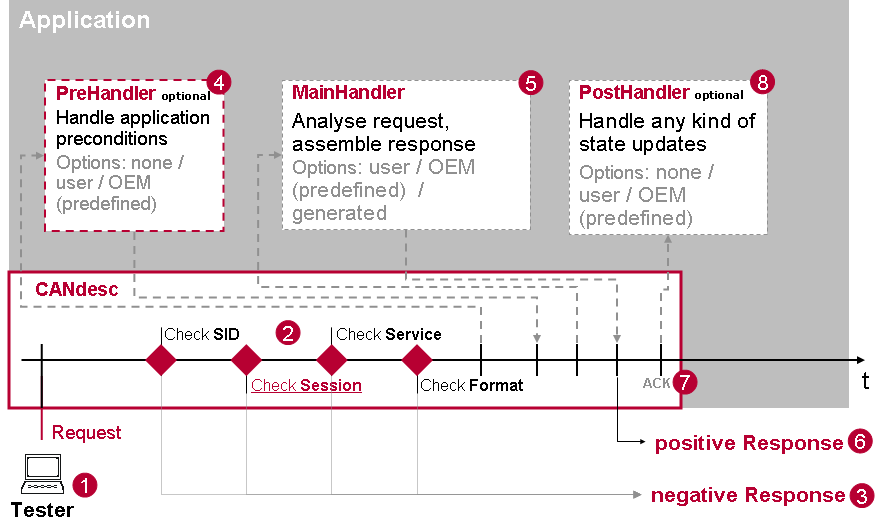 Application
4
PreHandler optional
Handle application
preconditions
Options: none /
user / OEM
(predefined)
5
MainHandler
Analyse request,
assemble response
Options: user / OEM
(predefined) /
generated
8
PostHandler optional
Handle any kind of
state updates
Options: none /
user / OEM
(predefined)
CANdesc
Check SID
2
Check Service
Check Session
Check Format
ACK
7
t
Request
positive Response 6
1
negative Response 3
Tester